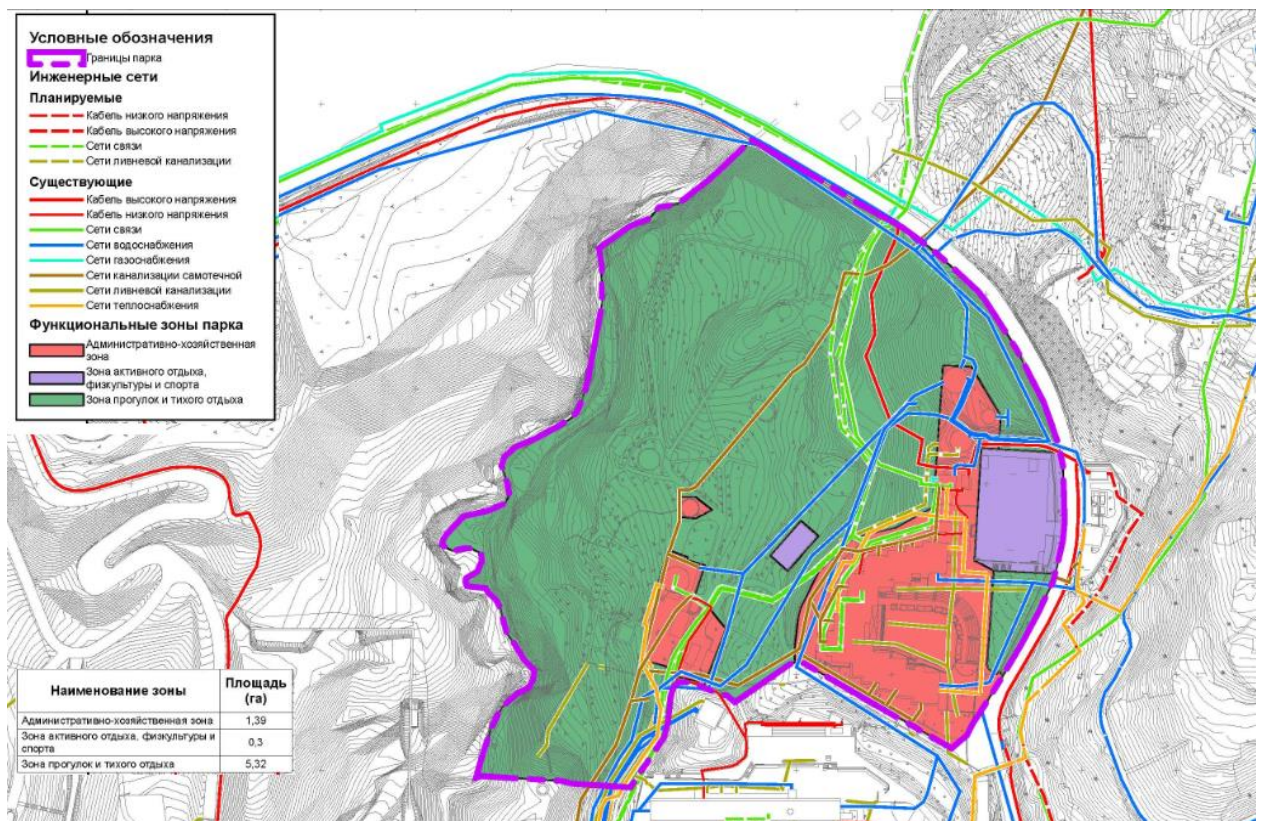 Условные обозначения
Границы парка
Инженерные сети
Планируемые
Кабель низкого напряжения
Кабель высокого напряжения
Сети связи
Сети ливневой канализации
Существующие
Кабель высокого напряжения
Кабель низкого напряжения
Сети связи
Сети водоснабжения
Сети газоснабжения
Сети канализации самотечной
Сети ливневой канализации
Сети теплоснабжения
Функциональные зоны парка
Административно-хозяйственная
зона
Зона активного отдыха,
физкультуры и спорта
Зона прогулок и тихого отдыха
Наименование зоны Площадь
(га)
Административно-хозяйственная зона 1,39
Зона активного отдыха, физкультуры и
спорта 0,3
Зона прогулок и тихого отдыха 5,32